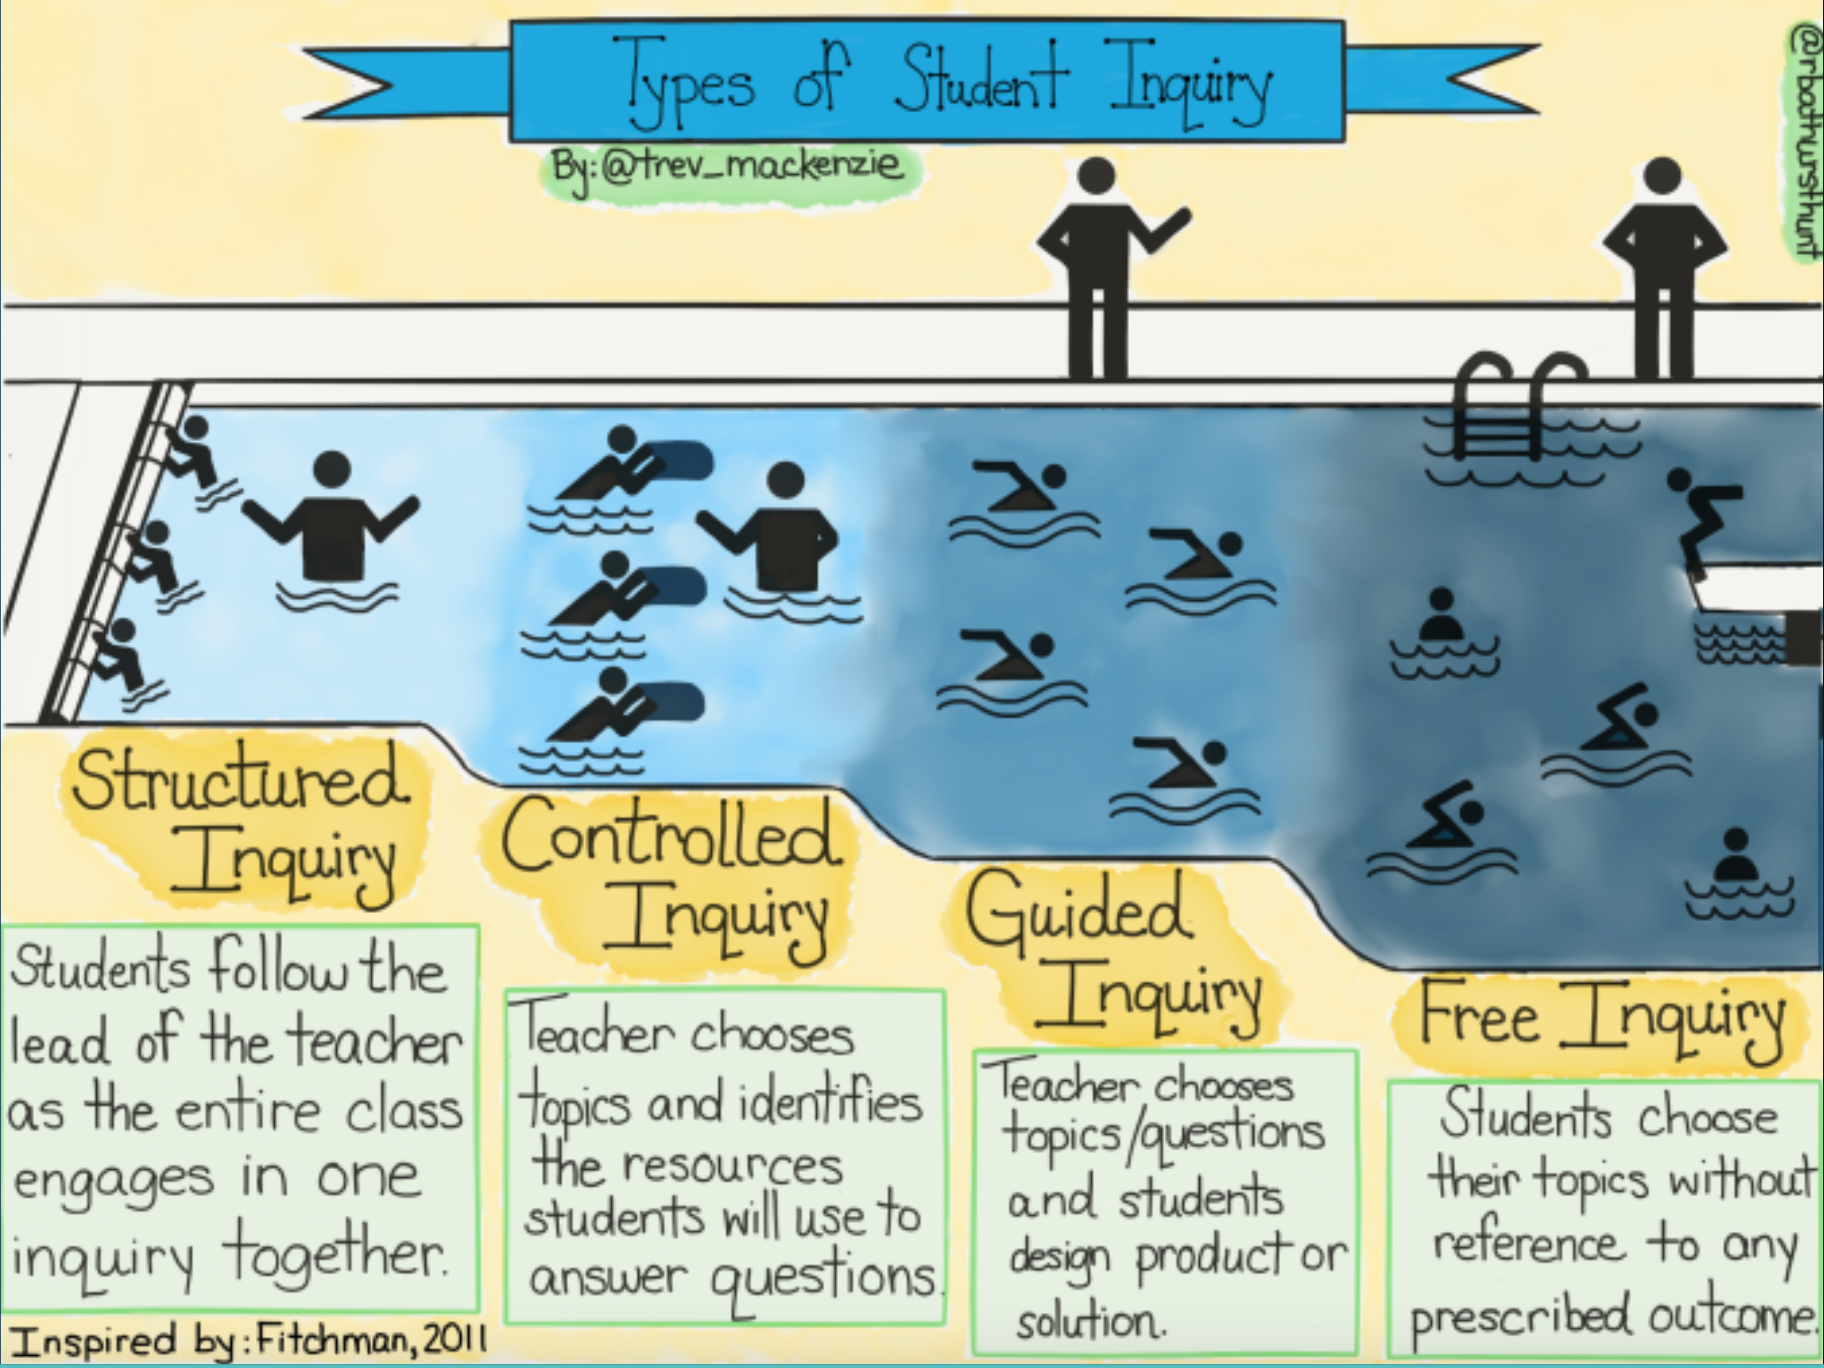 Types of Student Inquiry
By:@trev_mackenzie
@rbathursthunt
Structured
Inquiry
Students follow the
lead of the teacher
as the entire class
engages in one
inquiry together.
Controlled
Inquiry
Teacher chooses
topics and identifies
the resources
students will use to
answer questions.
Guided
Inquiry
Teacher chooses
topics/questions
and students
design product or
solution.
Free Inquiry
Students choose
their topics without
reference to any
prescribed outcome.
Inspired by:Fitchman,2011